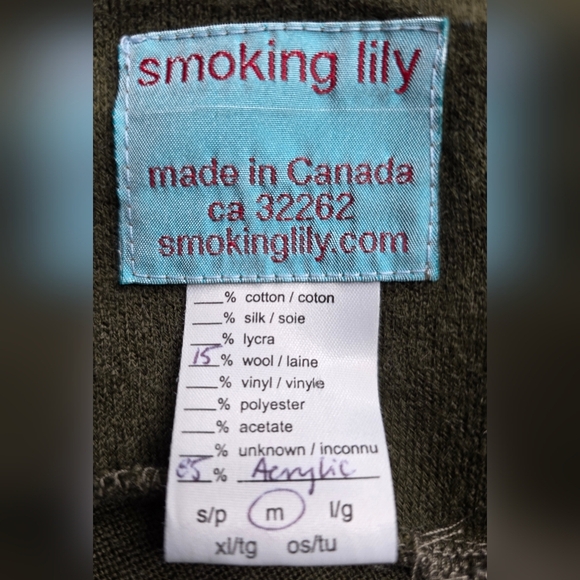 smoking lily
made in Canada
ca 32262
smokinglily.com
___% cotton / coton
___% silk / soie
___% lycra
15% wool / laine
___% vinyl / vinyle
___% polyester
___% acetate
___% unknown / inconnu
85% Acrylic
s/p m l/g
xl/tg os/tu